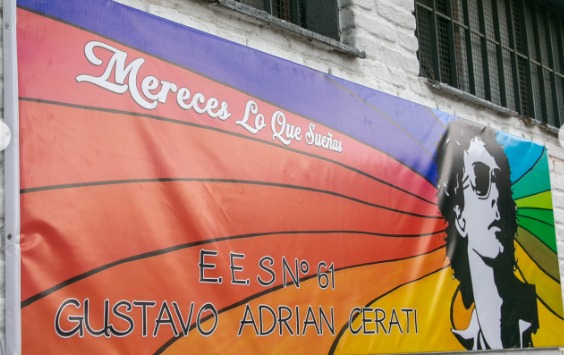 Mereces Lo Que Sueñas
E. E. S Nº 61
GUSTAVO ADRIAN CERATI